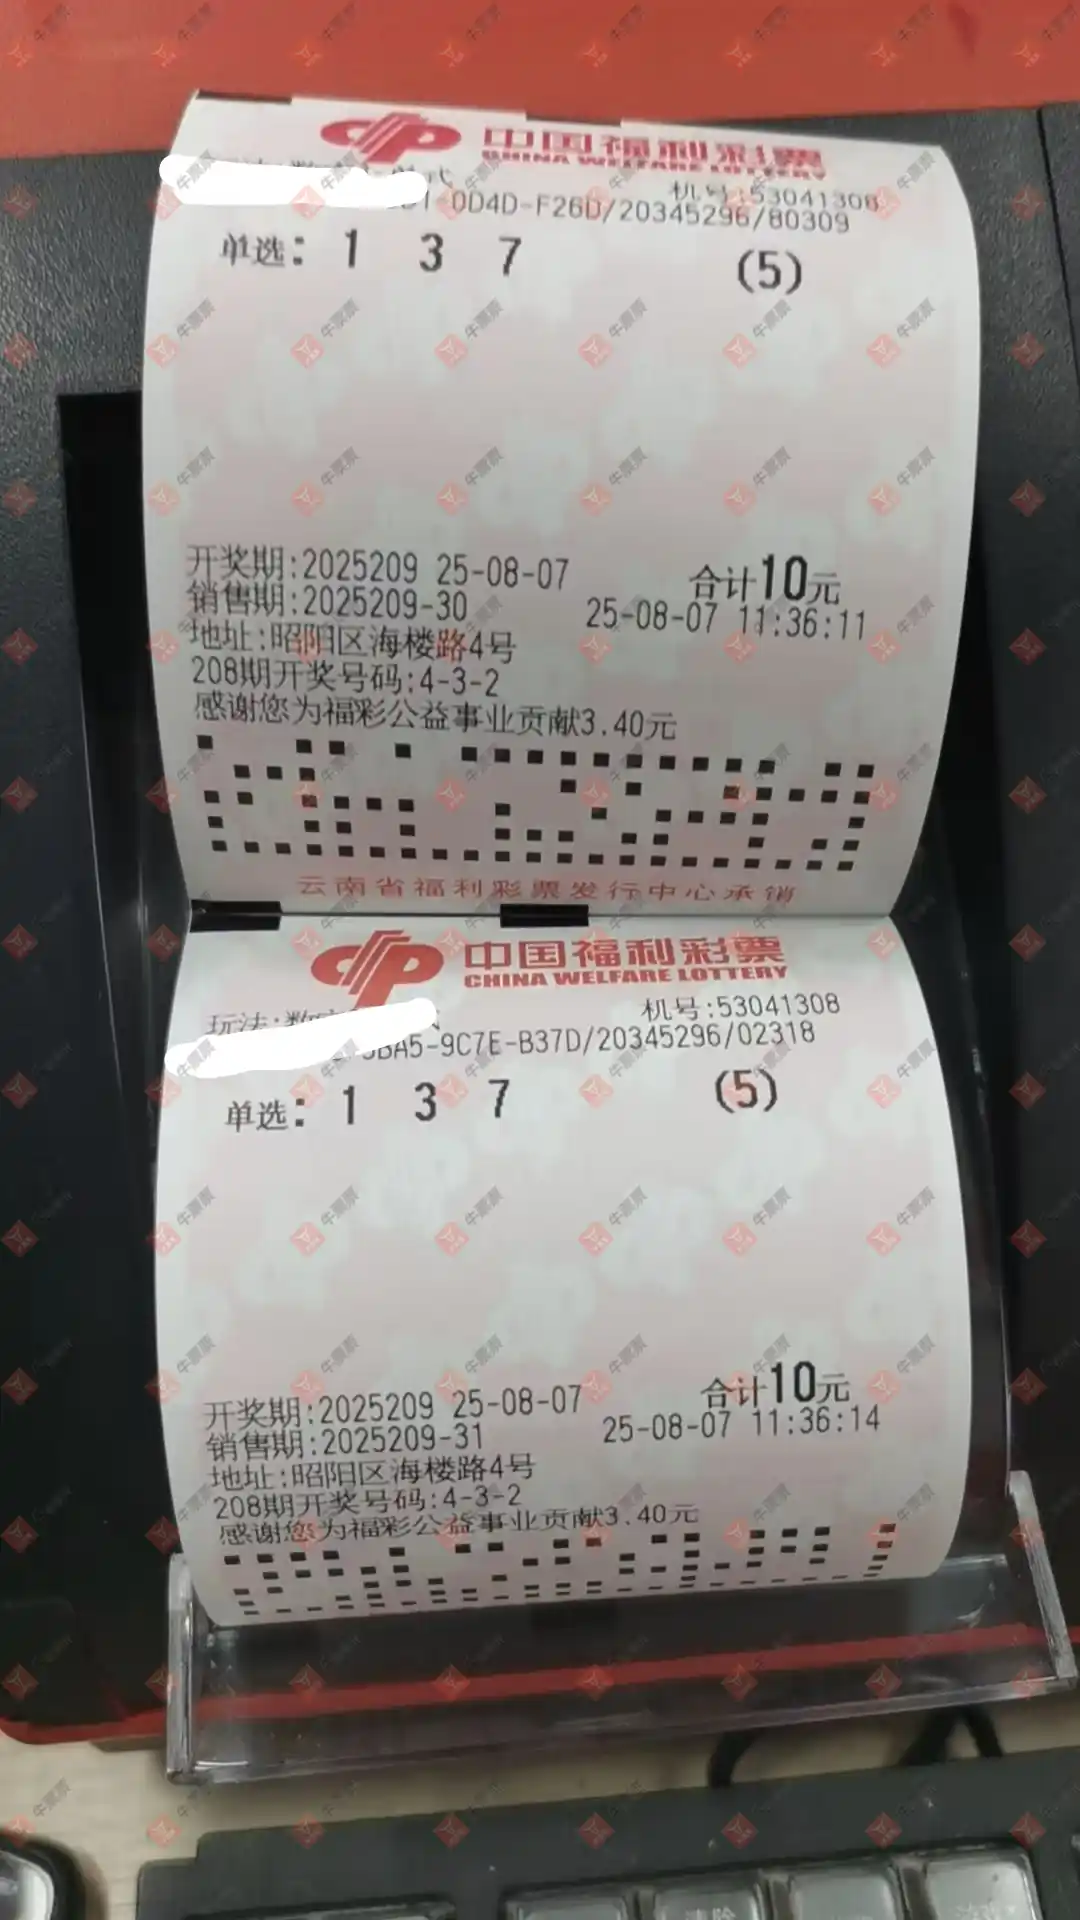 中国福利彩票
CHINA WELFARE LOTTERY
机号:53041308
0D4D-F26D/20345296/80309
单选: 1 3 7 (5)
开奖期:2025209 25-08-07 合计10元
销售期:2025209-30 25-08-07 11:36:11
地址:昭阳区海楼路4号
208期开奖号码:4-3-2
感谢您为福彩公益事业贡献3.40元
云南省福利彩票发行中心承销
中国福利彩票
CHINA WELFARE LOTTERY
玩法: 机号:53041308
5BA5-9C7E-B37D/20345296/02318
单选: 1 3 7 (5)
开奖期:2025209 25-08-07 合计10元
销售期:2025209-31 25-08-07 11:36:14
地址:昭阳区海楼路4号
208期开奖号码:4-3-2
感谢您为福彩公益事业贡献3.40元
牛票票
清除